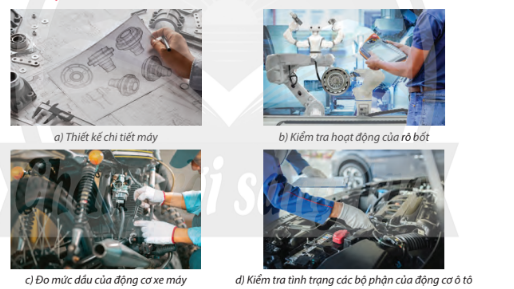 a) Thiết kế chi tiết máy
b) Kiểm tra hoạt động của rô bốt
c) Đo mức dầu của động cơ xe máy
d) Kiểm tra tình trạng các bộ phận của động cơ ô tô